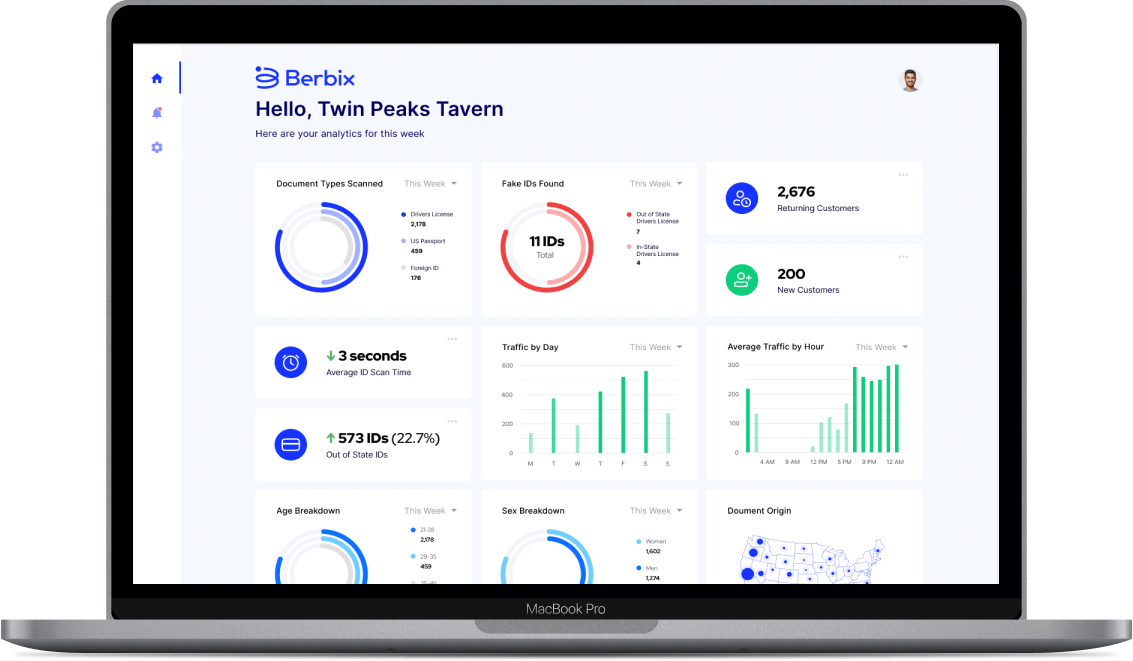 Berbix
Hello, Twin Peaks Tavern
Here are your analytics for this week
Document Types Scanned
This Week
Drivers License
2,178
US Passport
459
Foreign ID
176
Fake IDs Found
This Week
11 IDs
Total
Out of State
Drivers License
7
In-State
Drivers License
4
2,676
Returning Customers
200
New Customers
3 seconds
Average ID Scan Time
573 IDs (22.7%)
Out of State IDs
Traffic by Day
This Week
600
400
200
0
M T W T F S S
Average Traffic by Hour
This Week
300
200
100
0
4 AM 9 AM 12 PM 5 PM 9 PM 12 AM
Age Breakdown
This Week
21-28
2,178
29-35
459
Sex Breakdown
This Week
Women
1,602
Men
1,274
Doument Origin
MacBook Pro